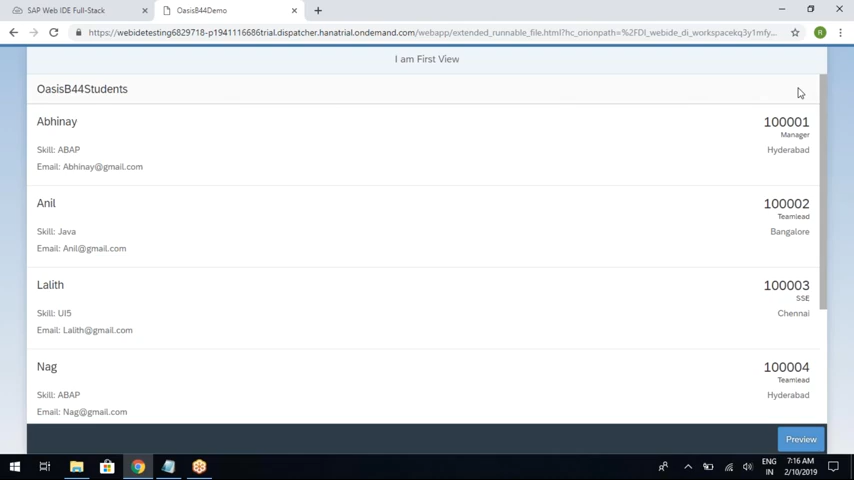 SAP Web IDE Full-Stack
OasisB44Demo
https://webidetesting6829718-p1941116686trial.dispatcher.hanatrial.ondemand.com/webapp/extended_runnable_file.html?hc_orionpath=%2FDI_webide_di_workspacekq3y1mfy...
R
I am First View
OasisB44Students
Abhinay
100001
Manager
Skill: ABAP
Hyderabad
Email: Abhinay@gmail.com
Anil
100002
Teamlead
Skill: Java
Bangalore
Email: Anil@gmail.com
Lalith
100003
SSE
Skill: UI5
Chennai
Email: Lalith@gmail.com
Nag
100004
Teamlead
Skill: ABAP
Hyderabad
Email: Nag@gmail.com
Preview
ENG
IN
7:16 AM
2/10/2019